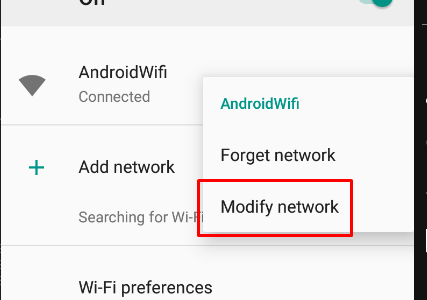 On
AndroidWifi
Connected
AndroidWifi
Forget network
Add network
Modify network
Searching for Wi-Fi
Wi-Fi preferences